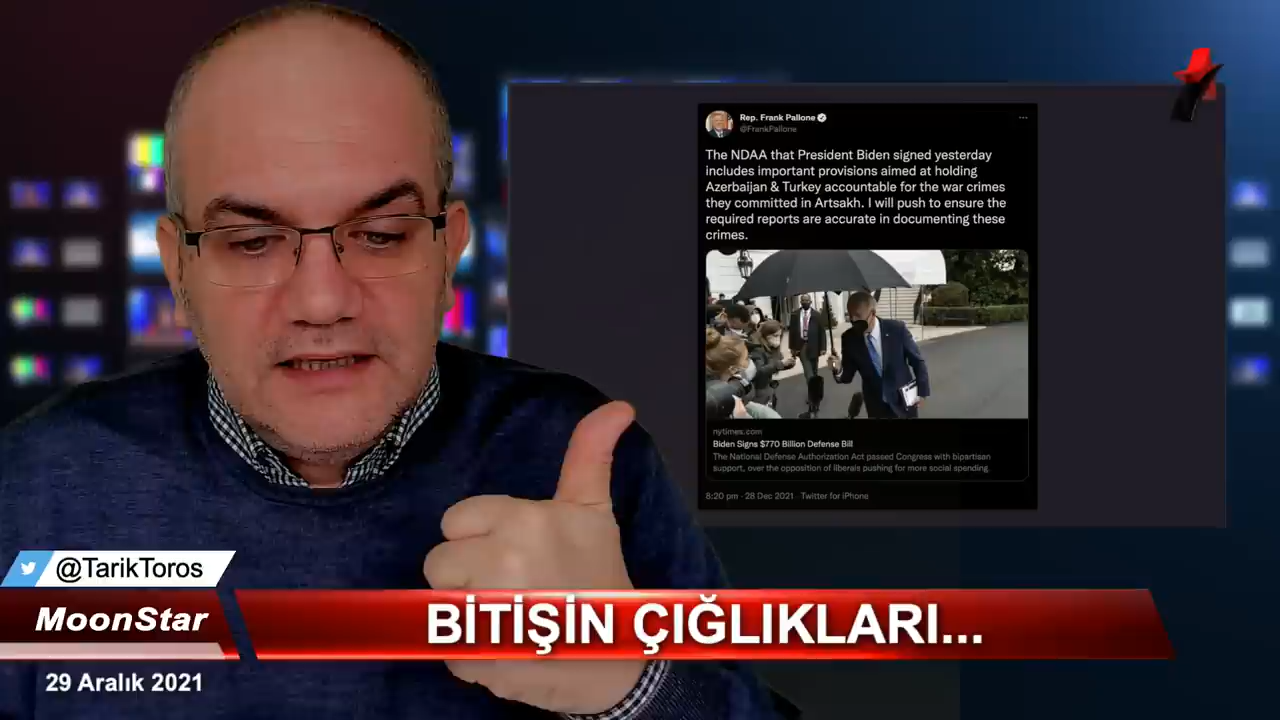 Rep. Frank Pallone
@FrankPallone
The NDAA that President Biden signed yesterday
includes important provisions aimed at holding
Azerbaijan & Turkey accountable for the war crimes
they committed in Artsakh. I will push to ensure the
required reports are accurate in documenting these
crimes.
nytimes.com
Biden Signs $770 Billion Defense Bill
The National Defense Authorization Act passed Congress with bipartisan
support, over the opposition of liberals pushing for more social spending.
8:20 pm · 28 Dec 2021 · Twitter for iPhone
@TarikToros
MoonStar
BİTİŞİN ÇIĞLIKLARI...
29 Aralık 2021